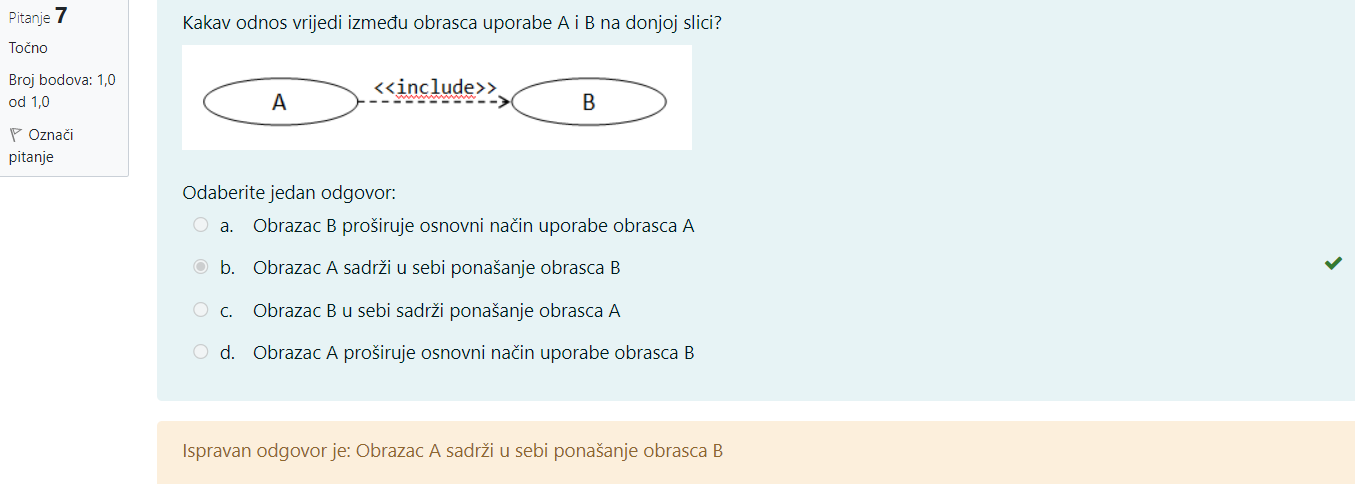 Pitanje 7
Točno
Broj bodova: 1,0
od 1,0
Označi
pitanje
Kakav odnos vrijedi između obrasca uporabe A i B na donjoj slici?
A
<<include>>
B
Odaberite jedan odgovor:
a. Obrazac B proširuje osnovni način uporabe obrasca A
b. Obrazac A sadrži u sebi ponašanje obrasca B
c. Obrazac B u sebi sadrži ponašanje obrasca A
d. Obrazac A proširuje osnovni način uporabe obrasca B
Ispravan odgovor je: Obrazac A sadrži u sebi ponašanje obrasca B